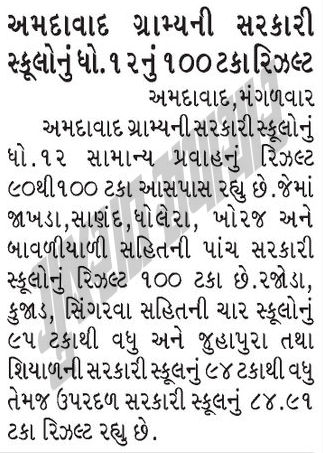 અમદાવાદ ગ્રામ્યની સરકારી
સ્કૂલોનું ધો.૧૨નું ૧૦૦ ટકા રિઝલ્ટ
અમદાવાદ,મંગળવાર
અમદાવાદ ગ્રામ્યની સરકારી સ્કૂલોનું
ધો.૧૨ સામાન્ય પ્રવાહનું રિઝલ્ટ
૯૦થી૧૦૦ ટકા આસપાસ રહ્યુ છે.જેમાં
જાખડા,સાણંદ,ધોલેરા, ખોરજ અને
બાવળીયાળી સહિતની પાંચ સરકારી
સ્કૂલોનું રિઝલ્ટ ૧૦૦ ટકા છે.રજોડા,
કુજાડ, સિંગરવા સહિતની ચાર સ્કૂલોનું
૯૫ ટકાથી વધુ અને જુહાપુરા તથા
શિયાળની સરકારી સ્કૂલનું ૯૪ ટકાથી વધુ
તેમજ ઉપરદળ સરકારી સ્કૂલનું ૮૪.૯૧
ટકા રિઝલ્ટ રહ્યુ છે.